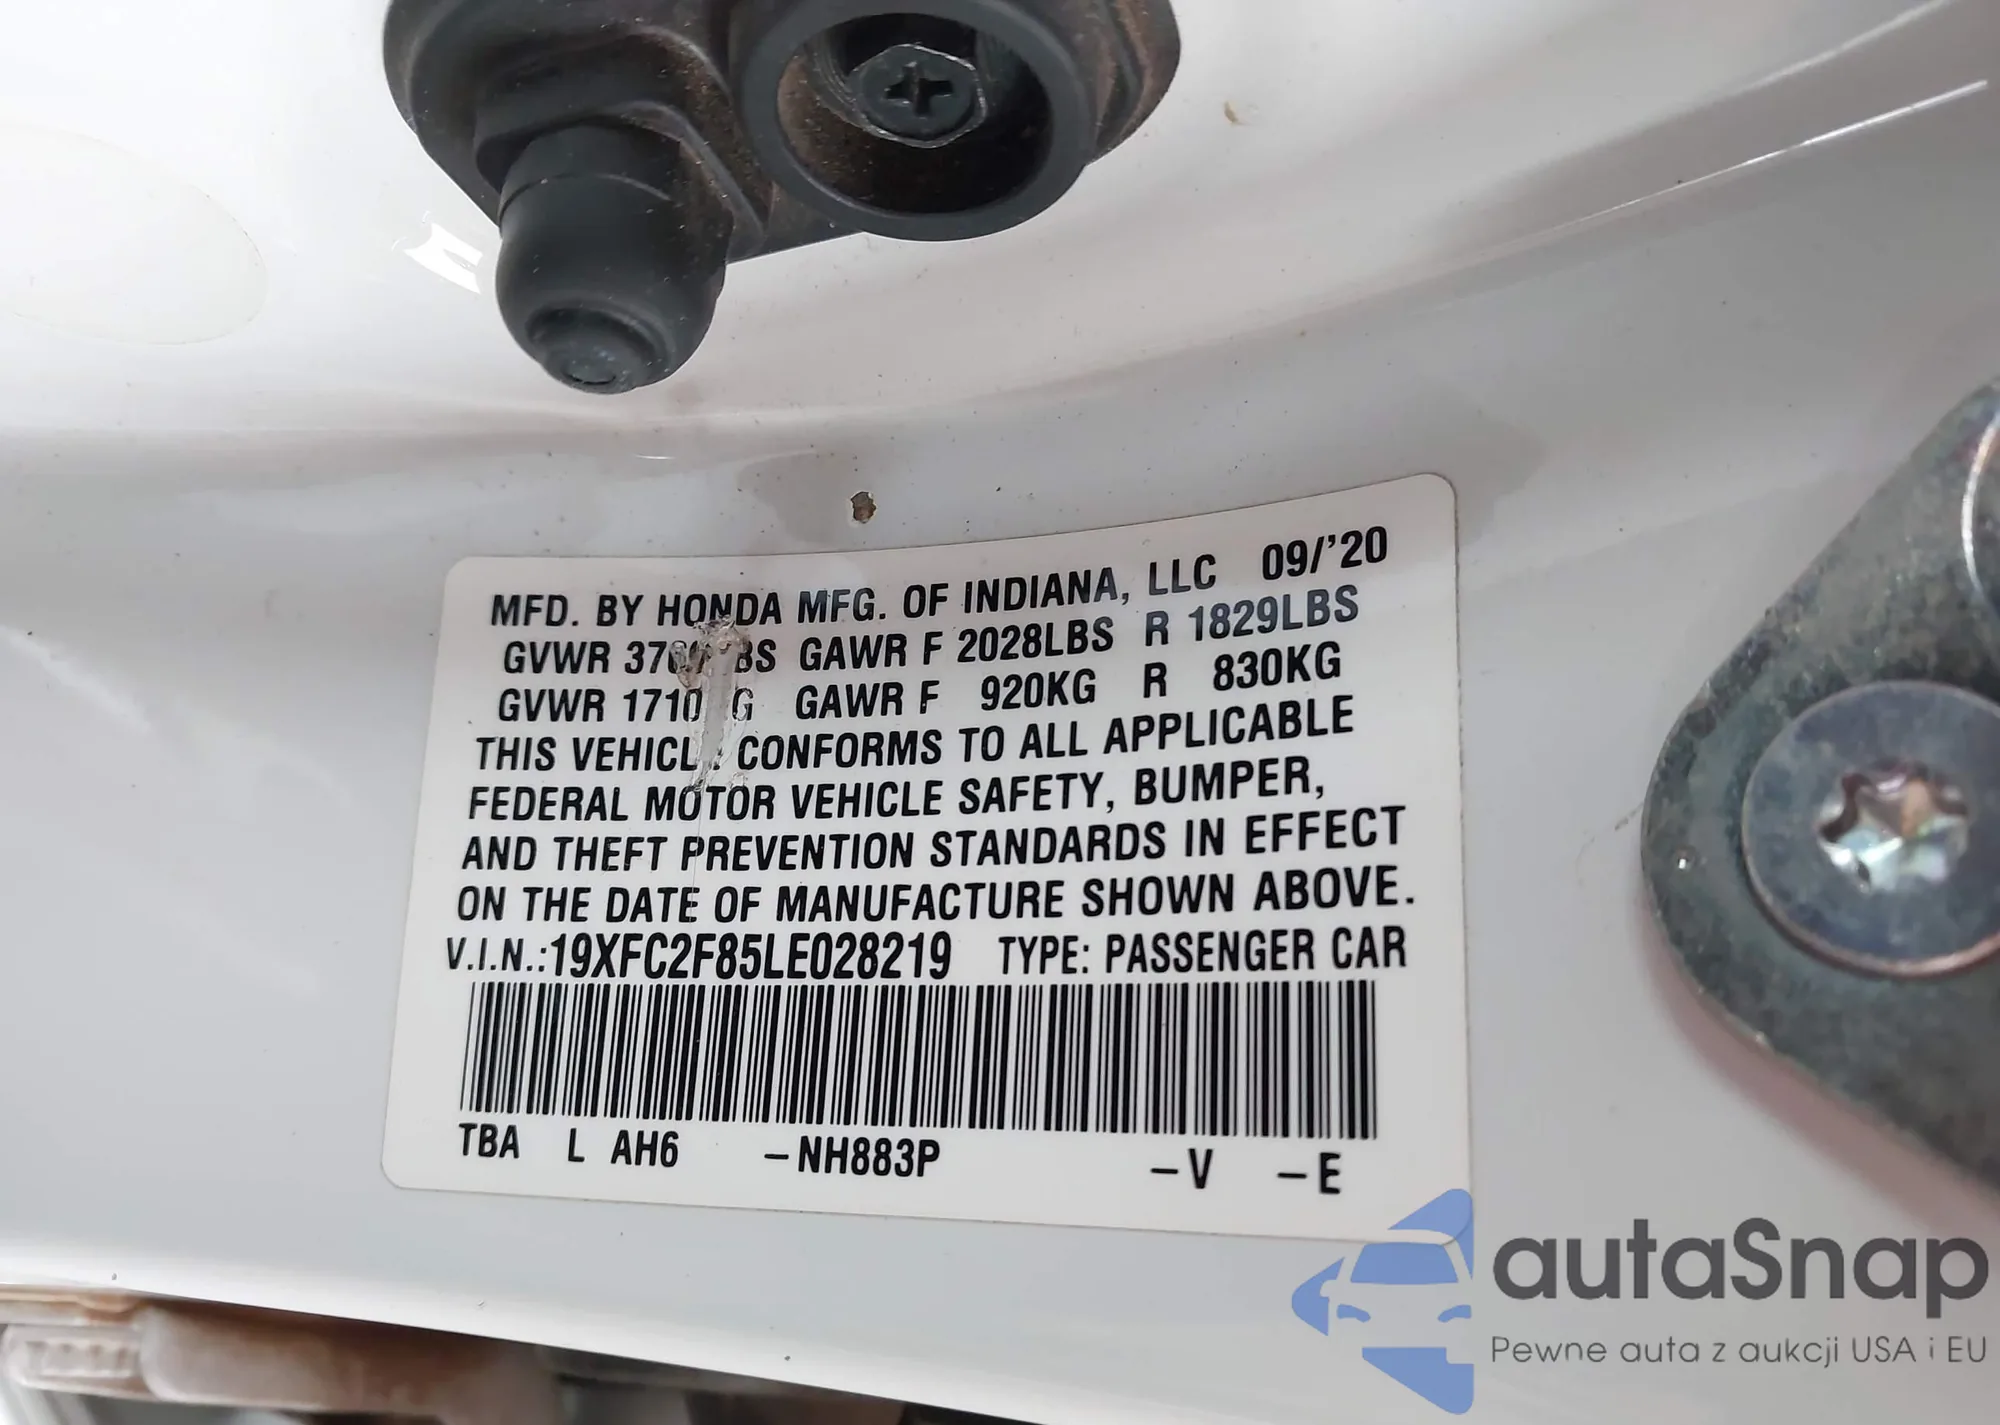 MFD. BY HONDA MFG. OF INDIANA, LLC 09/'20
GVWR GAWR F 2028LBS R 1829LBS
GVWR 1710 G GAWR F 920KG R 830KG
THIS VEHICLE CONFORMS TO ALL APPLICABLE
FEDERAL MOTOR VEHICLE SAFETY, BUMPER,
AND THEFT PREVENTION STANDARDS IN EFFECT
ON THE DATE OF MANUFACTURE SHOWN ABOVE.
V.I.N.:19XFC2F85LE028219 TYPE: PASSENGER CAR
TBA L AH6 -NH883P -V -E
autaSnap
Pewne auta z aukcji USA i EU